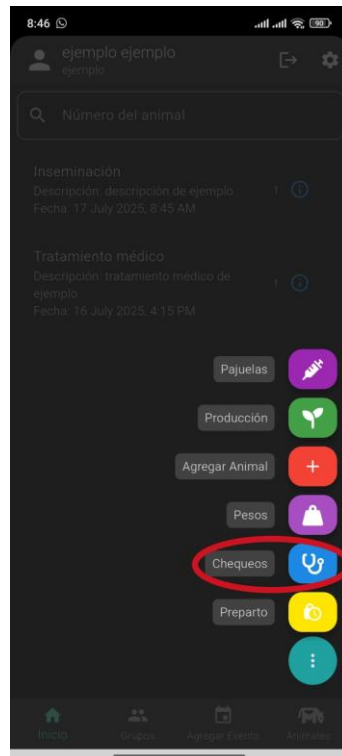 8:46
90
ejemplo ejemplo
ejemplo
Número del animal
Inseminación
Descripción: descripción de ejemplo
1
Fecha: 17 July 2025, 8:45 AM
Tratamiento médico
Descripción: tratamiento médico de
ejemplo
1
Fecha: 16 July 2025, 4:15 PM
Pajuelas
Producción
Agregar Animal
Pesos
Chequeos
Preparto
Inicio
Grupos
Agregar Evento
Animales